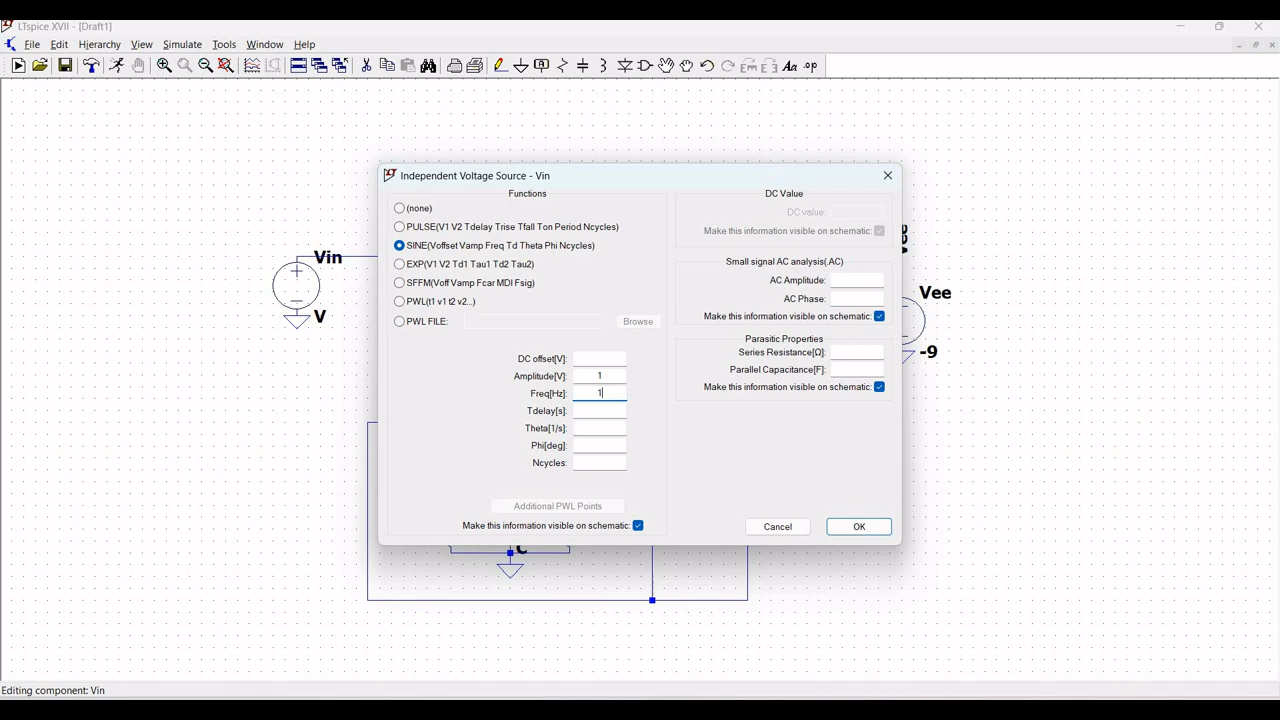 LTspice XVII - [Draft1]
File Edit Hierarchy View Simulate Tools Window Help
Aa .op
Independent Voltage Source - Vin
Functions
(none)
PULSE(V1 V2 Tdelay Trise Tfall Ton Period Ncycles)
SINE(Voffset Vamp Freq Td Theta Phi Ncycles)
EXP(V1 V2 Td1 Tau1 Td2 Tau2)
SFFM(Voff Vamp Fcar MDI Fsig)
PWL(t1 v1 t2 v2...)
PWL FILE: Browse
DC offset[V]:
Amplitude[V]: 1
Freq[Hz]: 1
Tdelay[s]:
Theta[1/s]:
Phi[deg]:
Ncycles:
Additional PWL Points
Make this information visible on schematic:
DC Value
DC value:
Make this information visible on schematic:
Small signal AC analysis(.AC)
AC Amplitude:
AC Phase:
Make this information visible on schematic:
Parasitic Properties
Series Resistance[Ω]:
Parallel Capacitance[F]:
Make this information visible on schematic:
Cancel OK
Vin
V
Vee
-9
C
Editing component: Vin